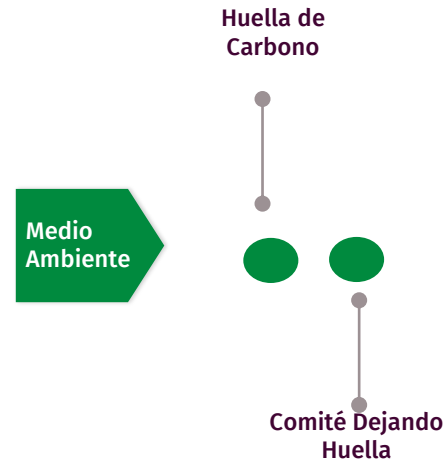 Huella de
Carbono
Medio
Ambiente
Comité Dejando
Huella